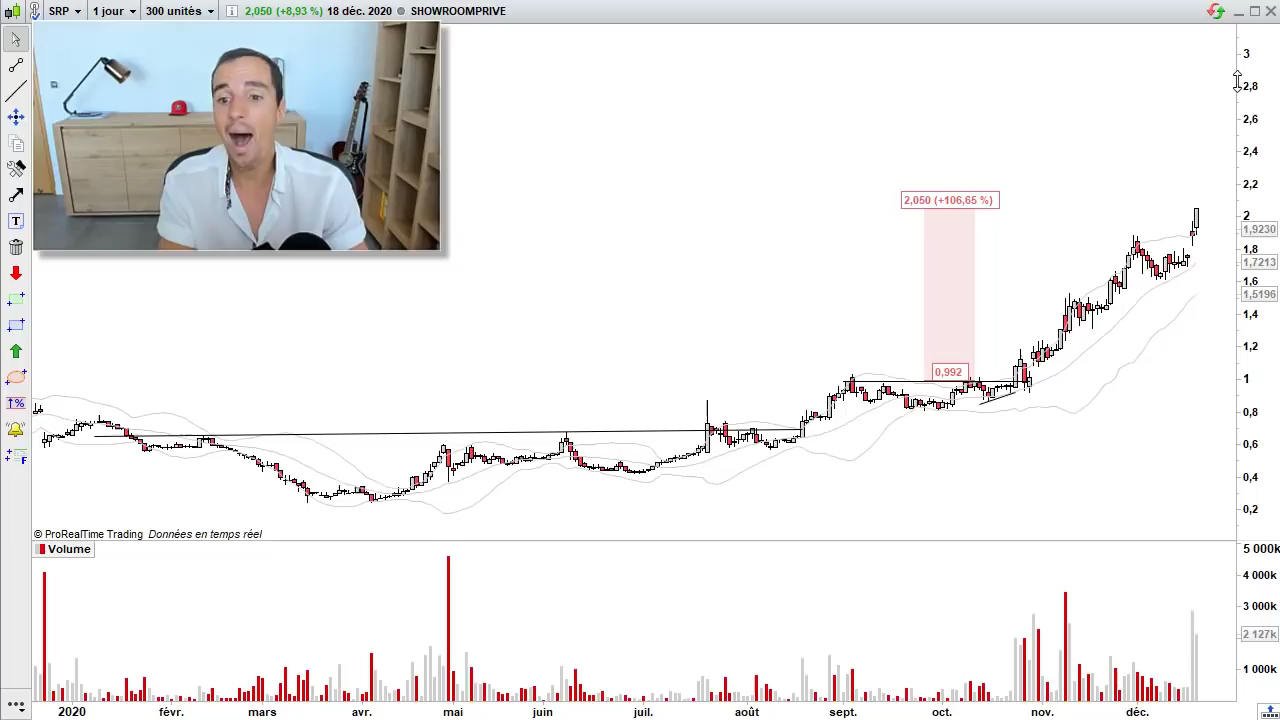 SRP 1 jour 300 unités 2,050 (+8,93 %) 18 déc. 2020 SHOWROOMPRIVE
3
2,8
2,6
2,4
2,2
2,050 (+106,65 %)
2
1,9230
1,8
1,7213
1,6
1,5196
1,4
1,2
0,992
1
0,8
0,6
0,4
0,2
T
1%
F
© ProRealTime Trading Données en temps réel
Volume
5 000k
4 000k
3 000k
2 127k
1 000k
2020 févr. mars avr. mai juin juil. août sept. oct. nov. déc.